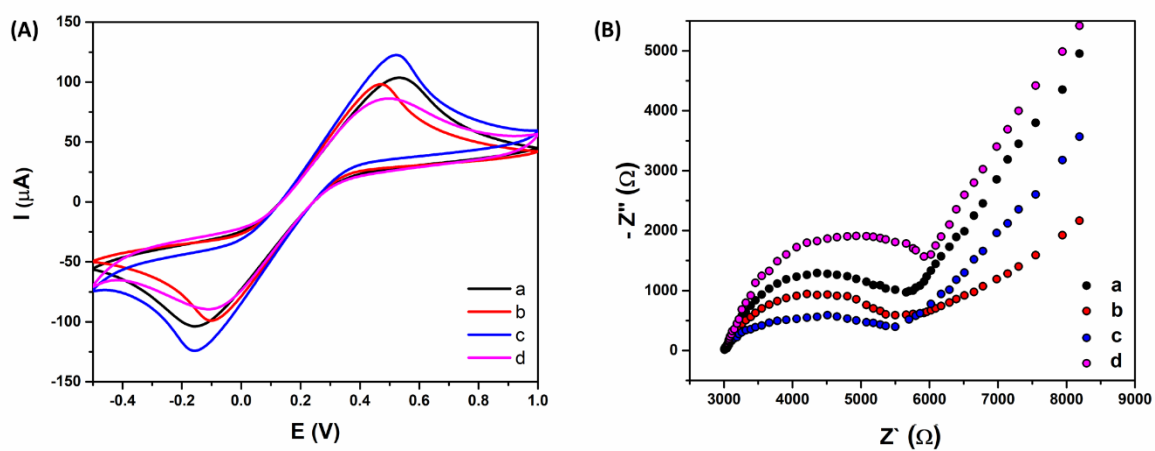 (A)
150
100
50
0
-50
-100
-150
I (μA)
-0.4 -0.2 0.0 0.2 0.4 0.6 0.8 1.0
E (V)
a
b
c
d
(B)
5000
4000
3000
2000
1000
0
- Z" (Ω)
3000 4000 5000 6000 7000 8000 9000
Z` (Ω)
a
b
c
d